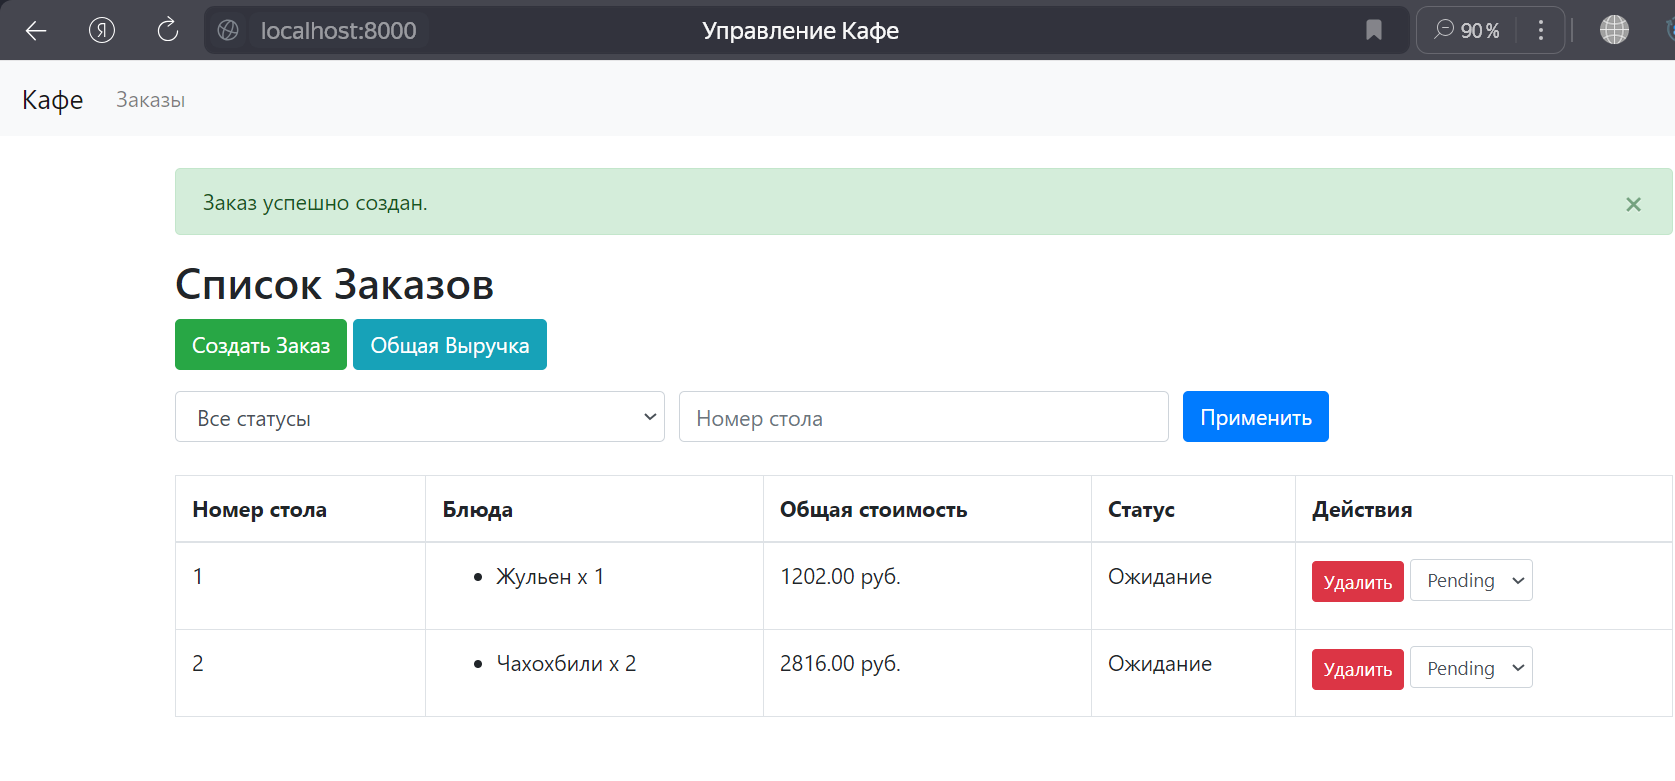 Я localhost:8000 Управление Кафе 90 %
Кафе Заказы
Заказ успешно создан. ×
Список Заказов
Создать Заказ Общая Выручка
Все статусы Номер стола Применить
Номер стола Блюда Общая стоимость Статус Действия
1 Жульен x 1 1202.00 руб. Ожидание Удалить Pending
2 Чахохбили x 2 2816.00 руб. Ожидание Удалить Pending